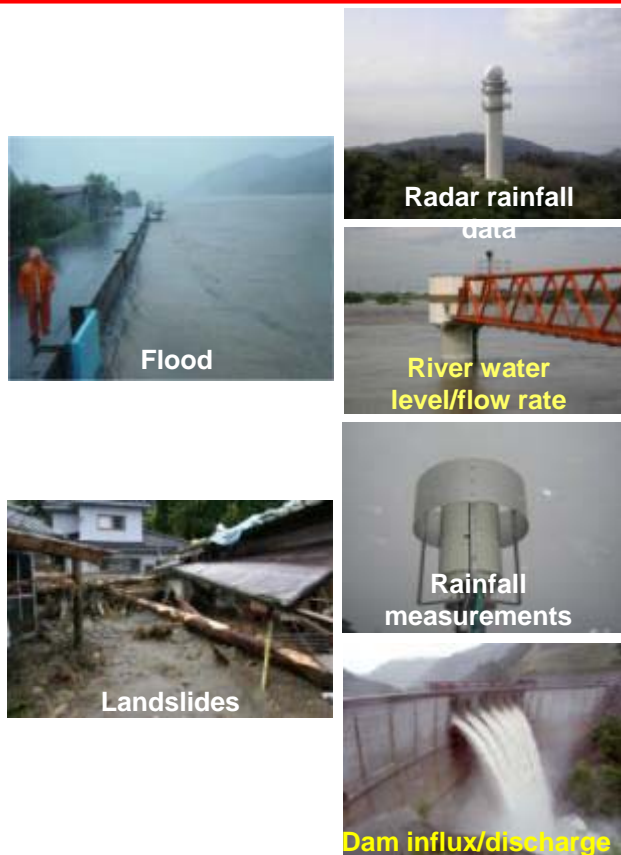 Flood
Landslides
Radar rainfall
data
River water
level/flow rate
Rainfall
measurements
Dam influx/discharge